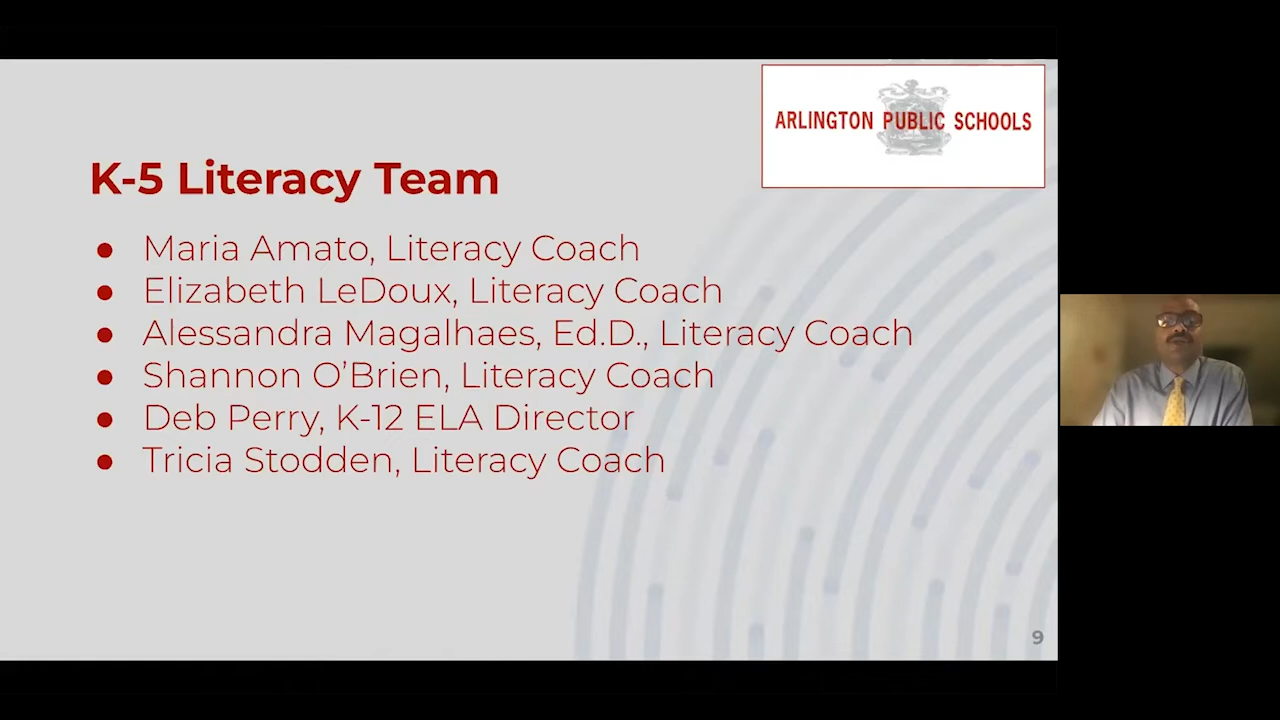 ARLINGTON PUBLIC SCHOOLS
K-5 Literacy Team
● Maria Amato, Literacy Coach
● Elizabeth LeDoux, Literacy Coach
● Alessandra Magalhaes, Ed.D., Literacy Coach
● Shannon O’Brien, Literacy Coach
● Deb Perry, K-12 ELA Director
● Tricia Stodden, Literacy Coach
9